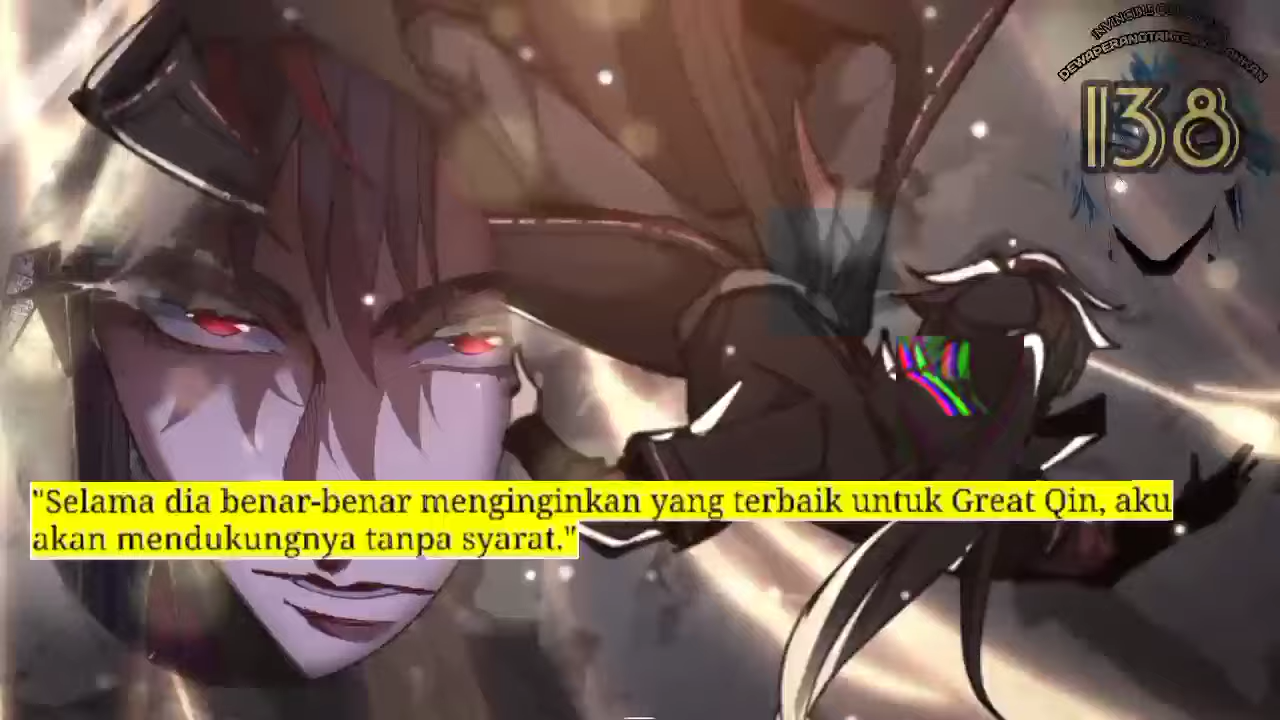 138
"Selama dia benar-benar menginginkan yang terbaik untuk Great Qin, aku
akan mendukungnya tanpa syarat."